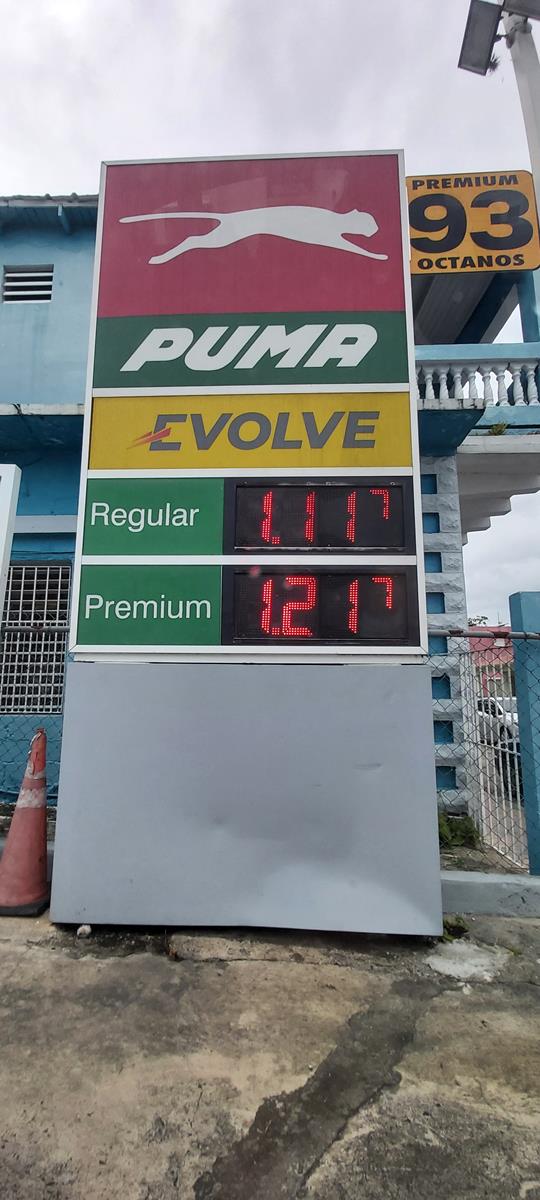 PREMIUM
93
OCTANOS
PUMA
EVOLVE
Regular 1.11 7
Premium 1.21 7